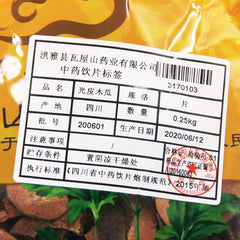 洪雅县瓦屋山药业有限公司
中药饮片标签 3170103
品名 光皮木瓜 规格 片
产地 四川 数量 0.25kg
批号 200601 生产日期 2020/06/12
注意事项 / 合格
贮存条件 置阴凉干燥处
执行标准 《四川省中药饮片炮制规范》2015年版